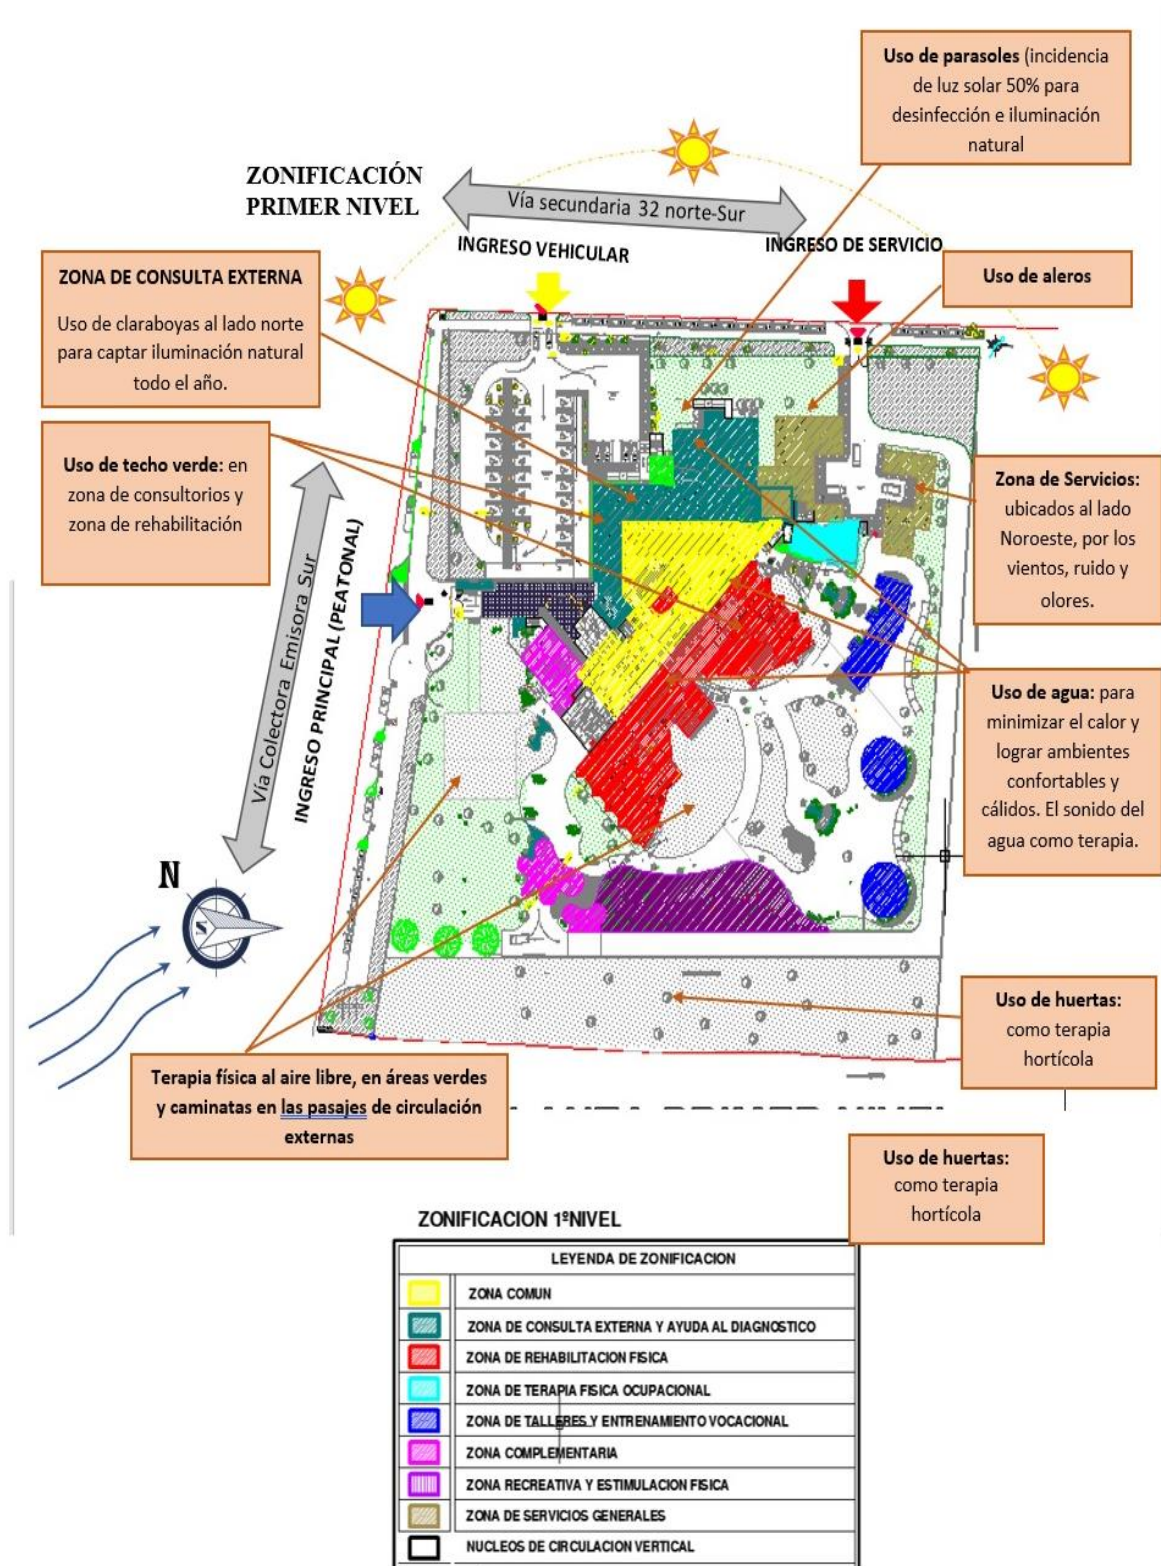 Uso de parasoles (incidencia
de luz solar 50% para
desinfección e iluminación
natural
ZONIFICACIÓN
PRIMER NIVEL
Vía secundaria 32 norte-Sur
INGRESO VEHICULAR
INGRESO DE SERVICIO
ZONA DE CONSULTA EXTERNA
Uso de claraboyas al lado norte
para captar iluminación natural
todo el año.
Uso de aleros
Uso de techo verde: en
zona de consultorios y
zona de rehabilitación
Zona de Servicios:
ubicados al lado
Noroeste, por los
vientos, ruido y
olores.
Vía Colectora Emisora Sur
INGRESO PRINCIPAL (PEATONAL)
Uso de agua: para
minimizar el calor y
lograr ambientes
confortables y
cálidos. El sonido del
agua como terapia.
N
Uso de huertas:
como terapia
hortícola
Terapia física al aire libre, en áreas verdes
y caminatas en las pasajes de circulación
externas
Uso de huertas:
como terapia
hortícola
ZONIFICACION 1ºNIVEL
LEYENDA DE ZONIFICACION
ZONA COMUN
ZONA DE CONSULTA EXTERNA Y AYUDA AL DIAGNOSTICO
ZONA DE REHABILITACION FISICA
ZONA DE TERAPIA FISICA OCUPACIONAL
ZONA DE TALLERES Y ENTRENAMIENTO VOCACIONAL
ZONA COMPLEMENTARIA
ZONA RECREATIVA Y ESTIMULACION FISICA
ZONA DE SERVICIOS GENERALES
NUCLEOS DE CIRCULACION VERTICAL